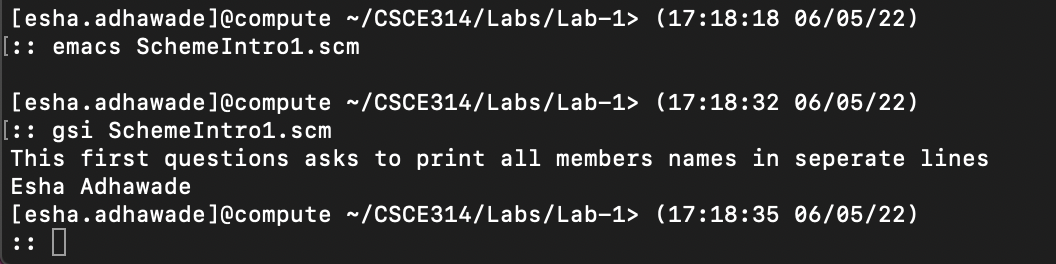 [esha.adhawade]@compute ~/CSCE314/Labs/Lab-1> (17:18:18 06/05/22)
[:: emacs SchemeIntro1.scm
[esha.adhawade]@compute ~/CSCE314/Labs/Lab-1> (17:18:32 06/05/22)
[:: gsi SchemeIntro1.scm
This first questions asks to print all members names in seperate lines
Esha Adhawade
[esha.adhawade]@compute ~/CSCE314/Labs/Lab-1> (17:18:35 06/05/22)
::